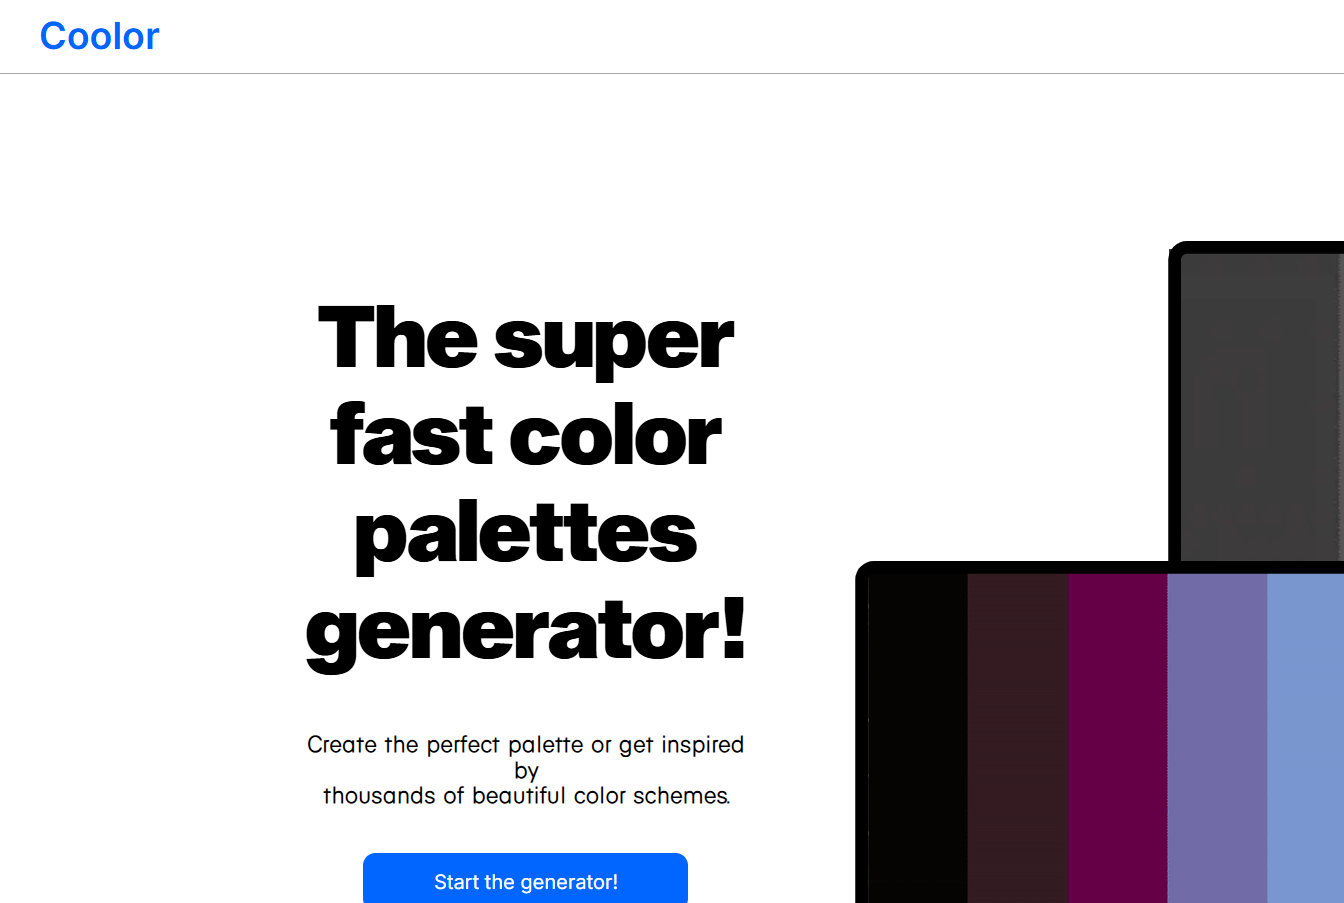 Coolor
The super
fast color
palettes
generator!
Create the perfect palette or get inspired
by
thousands of beautiful color schemes.
Start the generator!